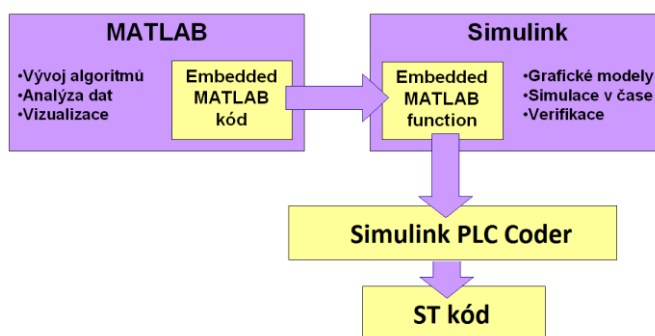 MATLAB
•Vývoj algoritmů
•Analýza dat
•Vizualizace
Embedded
MATLAB
kód
Simulink
Embedded
MATLAB
function
•Grafické modely
•Simulace v čase
•Verifikace
Simulink PLC Coder
ST kód